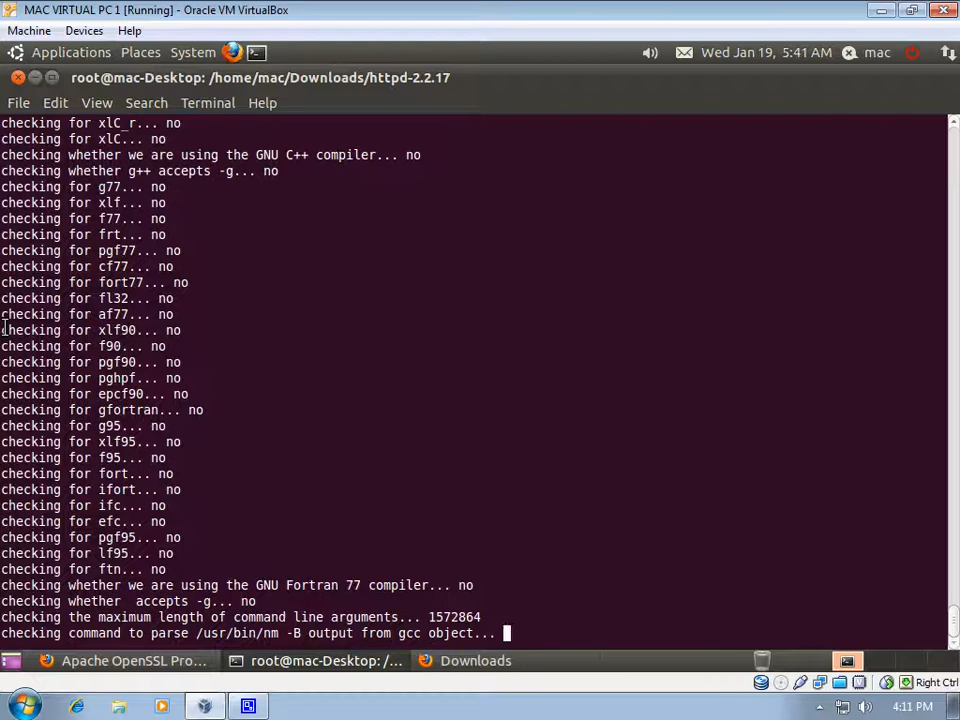 MAC VIRTUAL PC 1 [Running] - Oracle VM VirtualBox
Machine Devices Help
Applications Places System Wed Jan 19, 5:41 AM mac
root@mac-Desktop: /home/mac/Downloads/httpd-2.2.17
File Edit View Search Terminal Help
checking for xlC_r... no
checking for xlC... no
checking whether we are using the GNU C++ compiler... no
checking whether g++ accepts -g... no
checking for g77... no
checking for xlf... no
checking for f77... no
checking for frt... no
checking for pgf77... no
checking for cf77... no
checking for fort77... no
checking for fl32... no
checking for af77... no
checking for xlf90... no
checking for f90... no
checking for pgf90... no
checking for pghpf... no
checking for epcf90... no
checking for gfortran... no
checking for g95... no
checking for xlf95... no
checking for f95... no
checking for fort... no
checking for ifort... no
checking for ifc... no
checking for efc... no
checking for pgf95... no
checking for lf95... no
checking for ftn... no
checking whether we are using the GNU Fortran 77 compiler... no
checking whether  accepts -g... no
checking the maximum length of command line arguments... 1572864
checking command to parse /usr/bin/nm -B output from gcc object...
Apache OpenSSL Pro... root@mac-Desktop: /... Downloads
Right Ctrl
4:11 PM